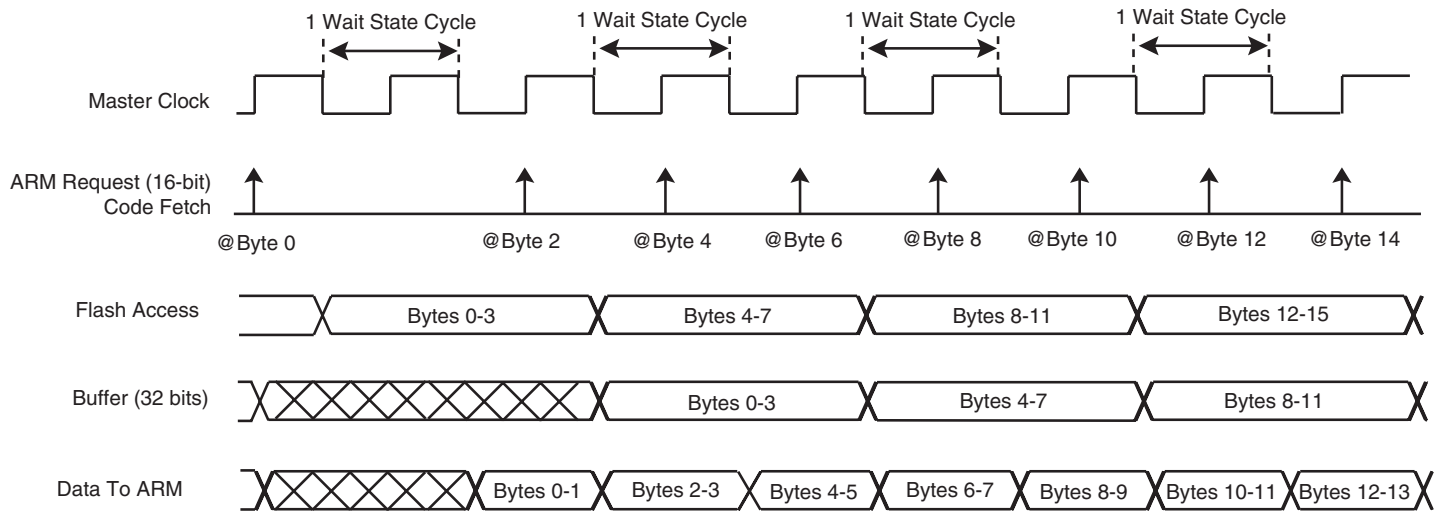 1 Wait State Cycle 1 Wait State Cycle 1 Wait State Cycle 1 Wait State Cycle
Master Clock
ARM Request (16-bit)
Code Fetch
@Byte 0 @Byte 2 @Byte 4 @Byte 6 @Byte 8 @Byte 10 @Byte 12 @Byte 14
Flash Access Bytes 0-3 Bytes 4-7 Bytes 8-11 Bytes 12-15
Buffer (32 bits) Bytes 0-3 Bytes 4-7 Bytes 8-11
Data To ARM Bytes 0-1 Bytes 2-3 Bytes 4-5 Bytes 6-7 Bytes 8-9 Bytes 10-11 Bytes 12-13